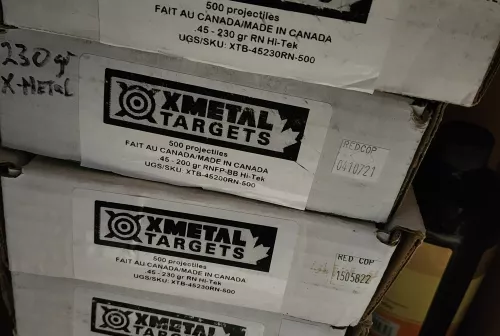 500 projectiles
FAIT AU CANADA/MADE IN CANADA
.45 - 230 gr RN Hi-Tek
UGS/SKU: XTB-45230RN-500
230 gr
X-Metal
XMETAL
TARGETS
500 projectiles
FAIT AU CANADA/MADE IN CANADA
.45 - 200 gr RNFP-BB Hi-Tek
UGS/SKU: XTB-45200RN-500
REDCOP
0410721
XMETAL
TARGETS
500 projectiles
FAIT AU CANADA/MADE IN CANADA
.45 - 230 gr RN Hi-Tek
UGS/SKU: XTB-45230RN-500
RED COP
1505822
XMETAL